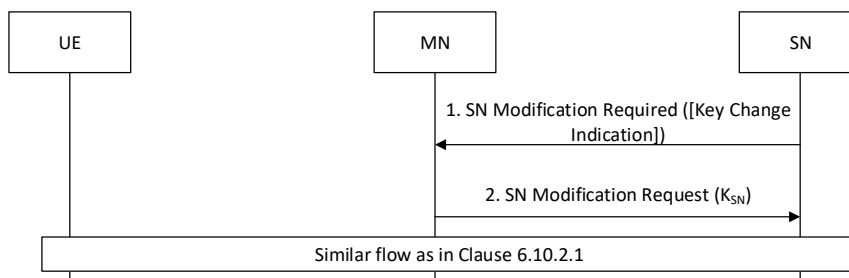 UE
MN
SN
1. SN Modification Required ([Key Change
Indication])
2. SN Modification Request (K_SN)
Similar flow as in Clause 6.10.2.1